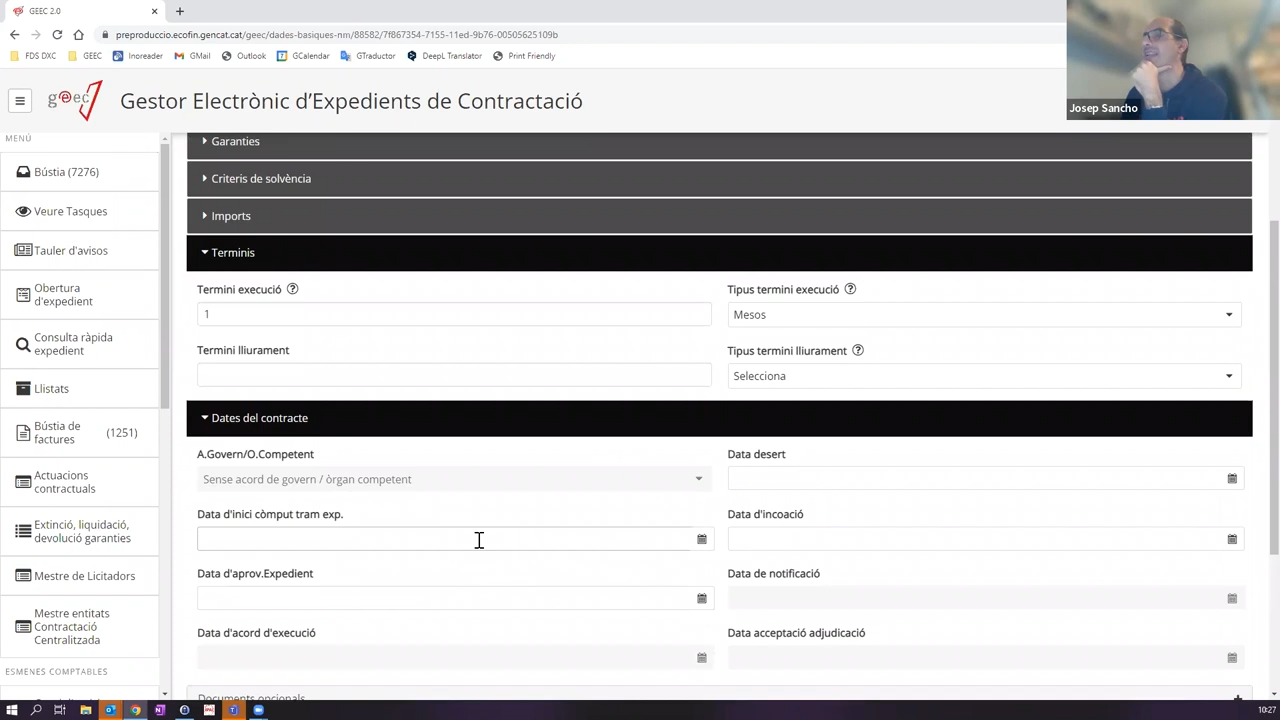 GEEC 2.0
preproduccio.ecofin.gencat.cat/geec/dades-basiques-nm/88582/7f867354-7155-11ed-9b76-00505621059b
FDS DXC
GEEC
Inoreader
GMail
Outlook
GCalendar
GTraductor
DeepL Translator
Print Friendly
Josep Sancho
geec
Gestor Electrònic d'Expedients de Contractació
MENÚ
Bústia (7276)
Veure Tasques
Tauler d'avisos
Obertura
d'expedient
Consulta ràpida
expedient
Llistats
Bústia de
factures
(1251)
Actuacions
contractuals
Extinció, liquidació,
devolució garanties
Mestre de Licitadors
Mestre entitats
Contractació
Centralitzada
ESMENES COMPTABLES
Garanties
Criteris de solvència
Imports
Terminis
Termini execució
Tipus termini execució
1
Mesos
Termini lliurament
Tipus termini lliurament
Selecciona
Dates del contracte
A.Govern/O.Competent
Data desert
Sense acord de govern / òrgan competent
Data d'inici còmput tram exp.
Data d'incoació
Data d'aprov.Expedient
Data de notificació
Data d'acord d'execució
Data acceptació adjudicació
Documents opcionals
10:27